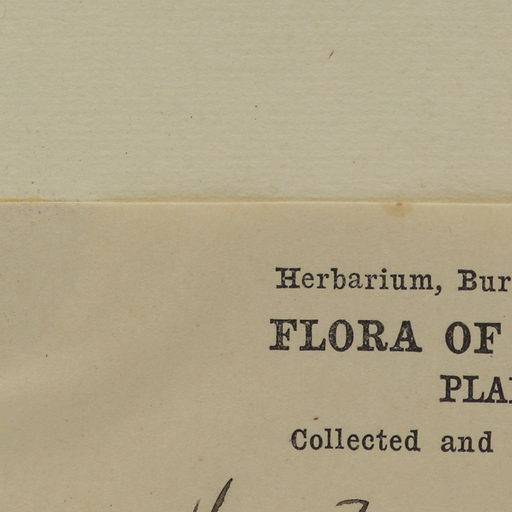 Herbarium, Bur
FLORA OF
PLA
Collected and